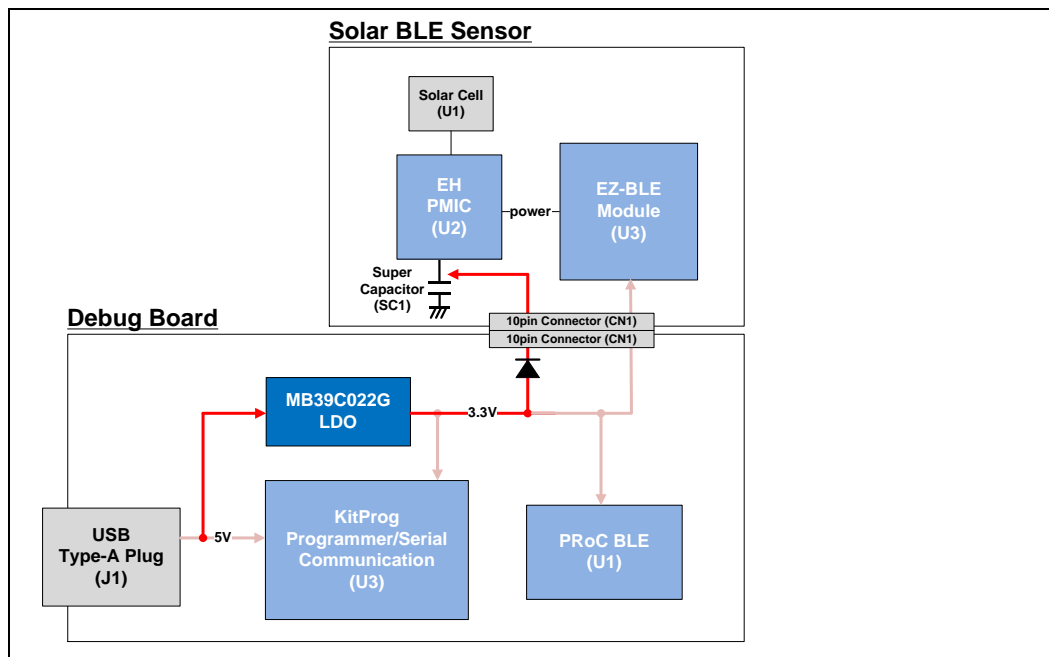 Solar BLE Sensor
Solar Cell
(U1)
EH
PMIC
(U2)
power
EZ-BLE
Module
(U3)
Super
Capacitor
(SC1)
10pin Connector (CN1)
Debug Board
10pin Connector (CN1)
MB39C022G
LDO
3.3V
USB
Type-A Plug
(J1)
5V
KitProg
Programmer/Serial
Communication
(U3)
PRoC BLE
(U1)